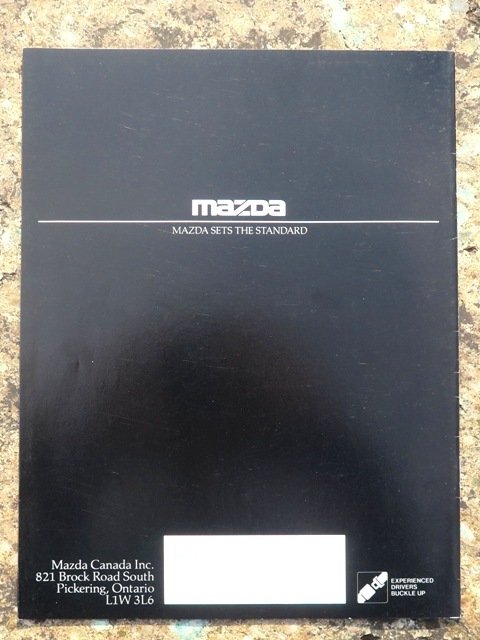 mazda
MAZDA SETS THE STANDARD
Mazda Canada Inc.
821 Brock Road South
Pickering, Ontario
L1W 3L6
EXPERIENCED
DRIVERS
BUCKLE UP